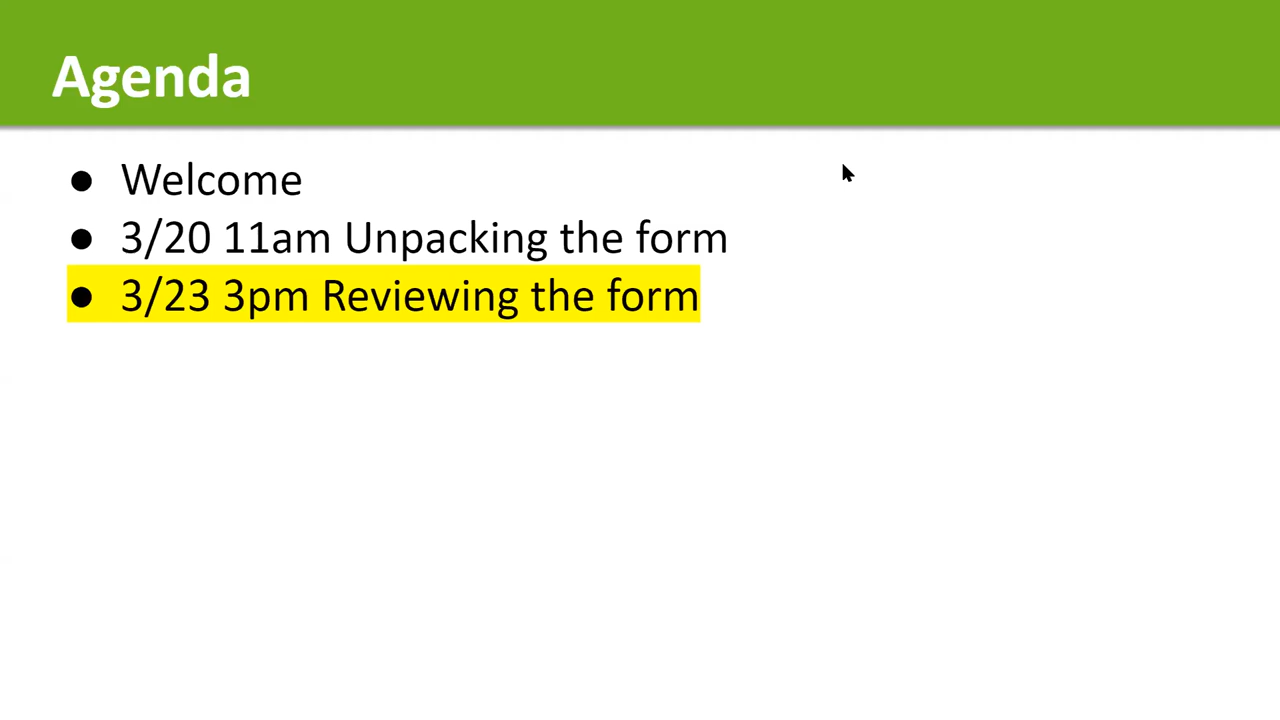 Agenda
● Welcome
● 3/20 11am Unpacking the form
● 3/23 3pm Reviewing the form